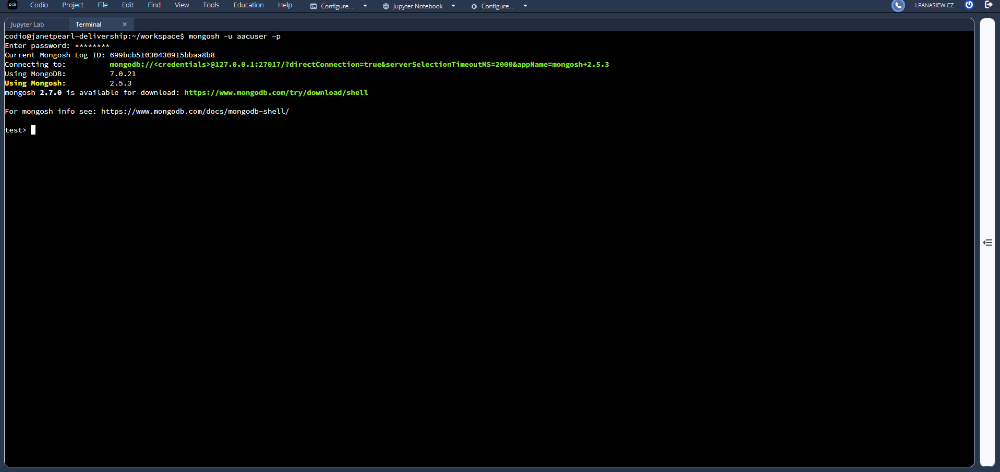 Codio Project File Edit Find View Tools Education Help Configure.... Jupyter Notebook Configure.... LPANASIEWICZ
Jupyter Lab Terminal ×
codio@janetpearl-delivership:~/workspace$ mongosh -u aacuser -p
Enter password: ********
Current Mongosh Log ID: 699bcb51030430915bbaa8b8
Connecting to: mongodb://<credentials>@127.0.0.1:27017/?directConnection=true&serverSelectionTimeoutMS=2000&appName=mongosh+2.5.3
Using MongoDB: 7.0.21
Using Mongosh: 2.5.3
mongosh 2.7.0 is available for download: https://www.mongodb.com/try/download/shell
For mongosh info see: https://www.mongodb.com/docs/mongodb-shell/
test>